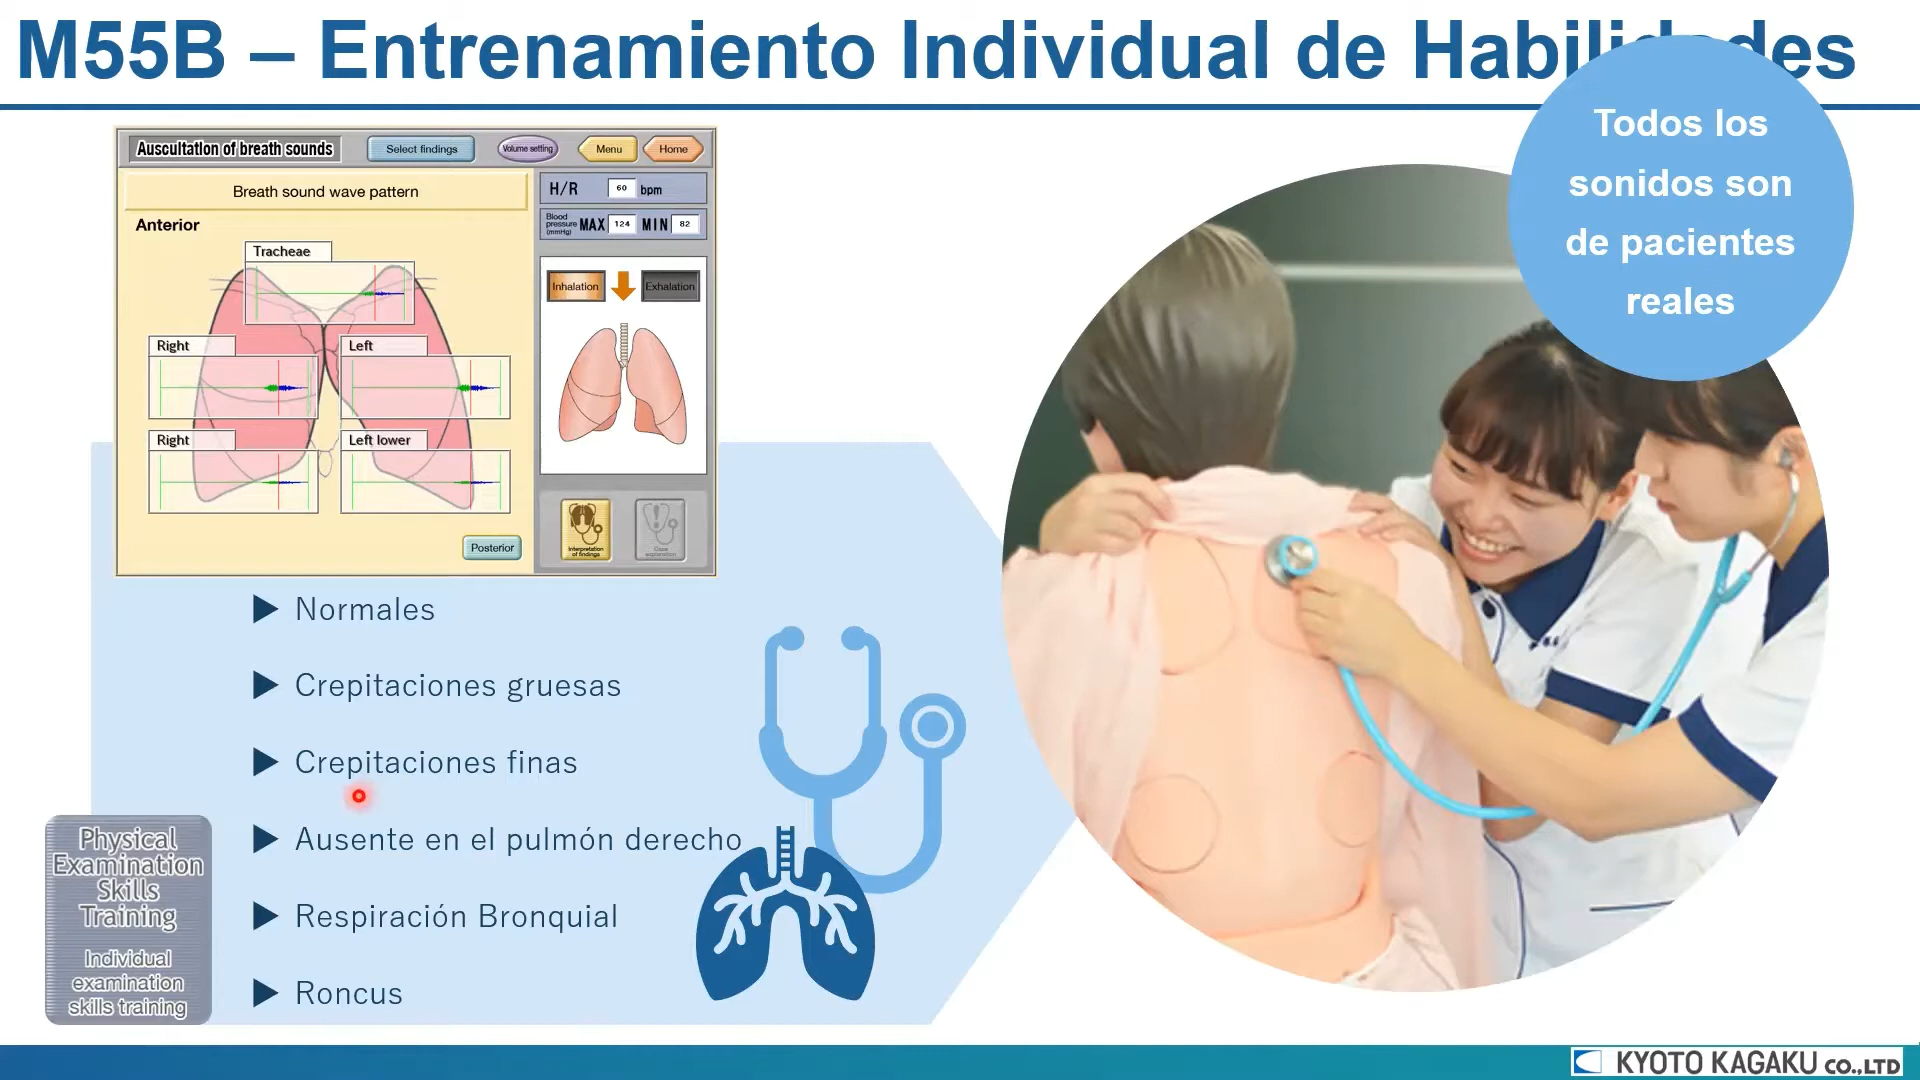 M55B – Entrenamiento Individual de Habilidades
Todos los
sonidos son
de pacientes
reales
Auscultation of breath sounds
Select findings
Volume setting
Menu
Home
Breath sound wave pattern
H/R 60 bpm
Blood
pressure
(mmHg)
MAX 124 MIN 82
Anterior
Tracheae
Inhalation
Exhalation
Right
Left
Right
Left lower
Posterior
Interpretation
of findings
Case
explanation
Normales
Crepitaciones gruesas
Crepitaciones finas
Ausente en el pulmón derecho
Respiración Bronquial
Roncus
Physical
Examination
Skills
Training
Individual
examination
skills training
KYOTO KAGAKU CO.,LTD